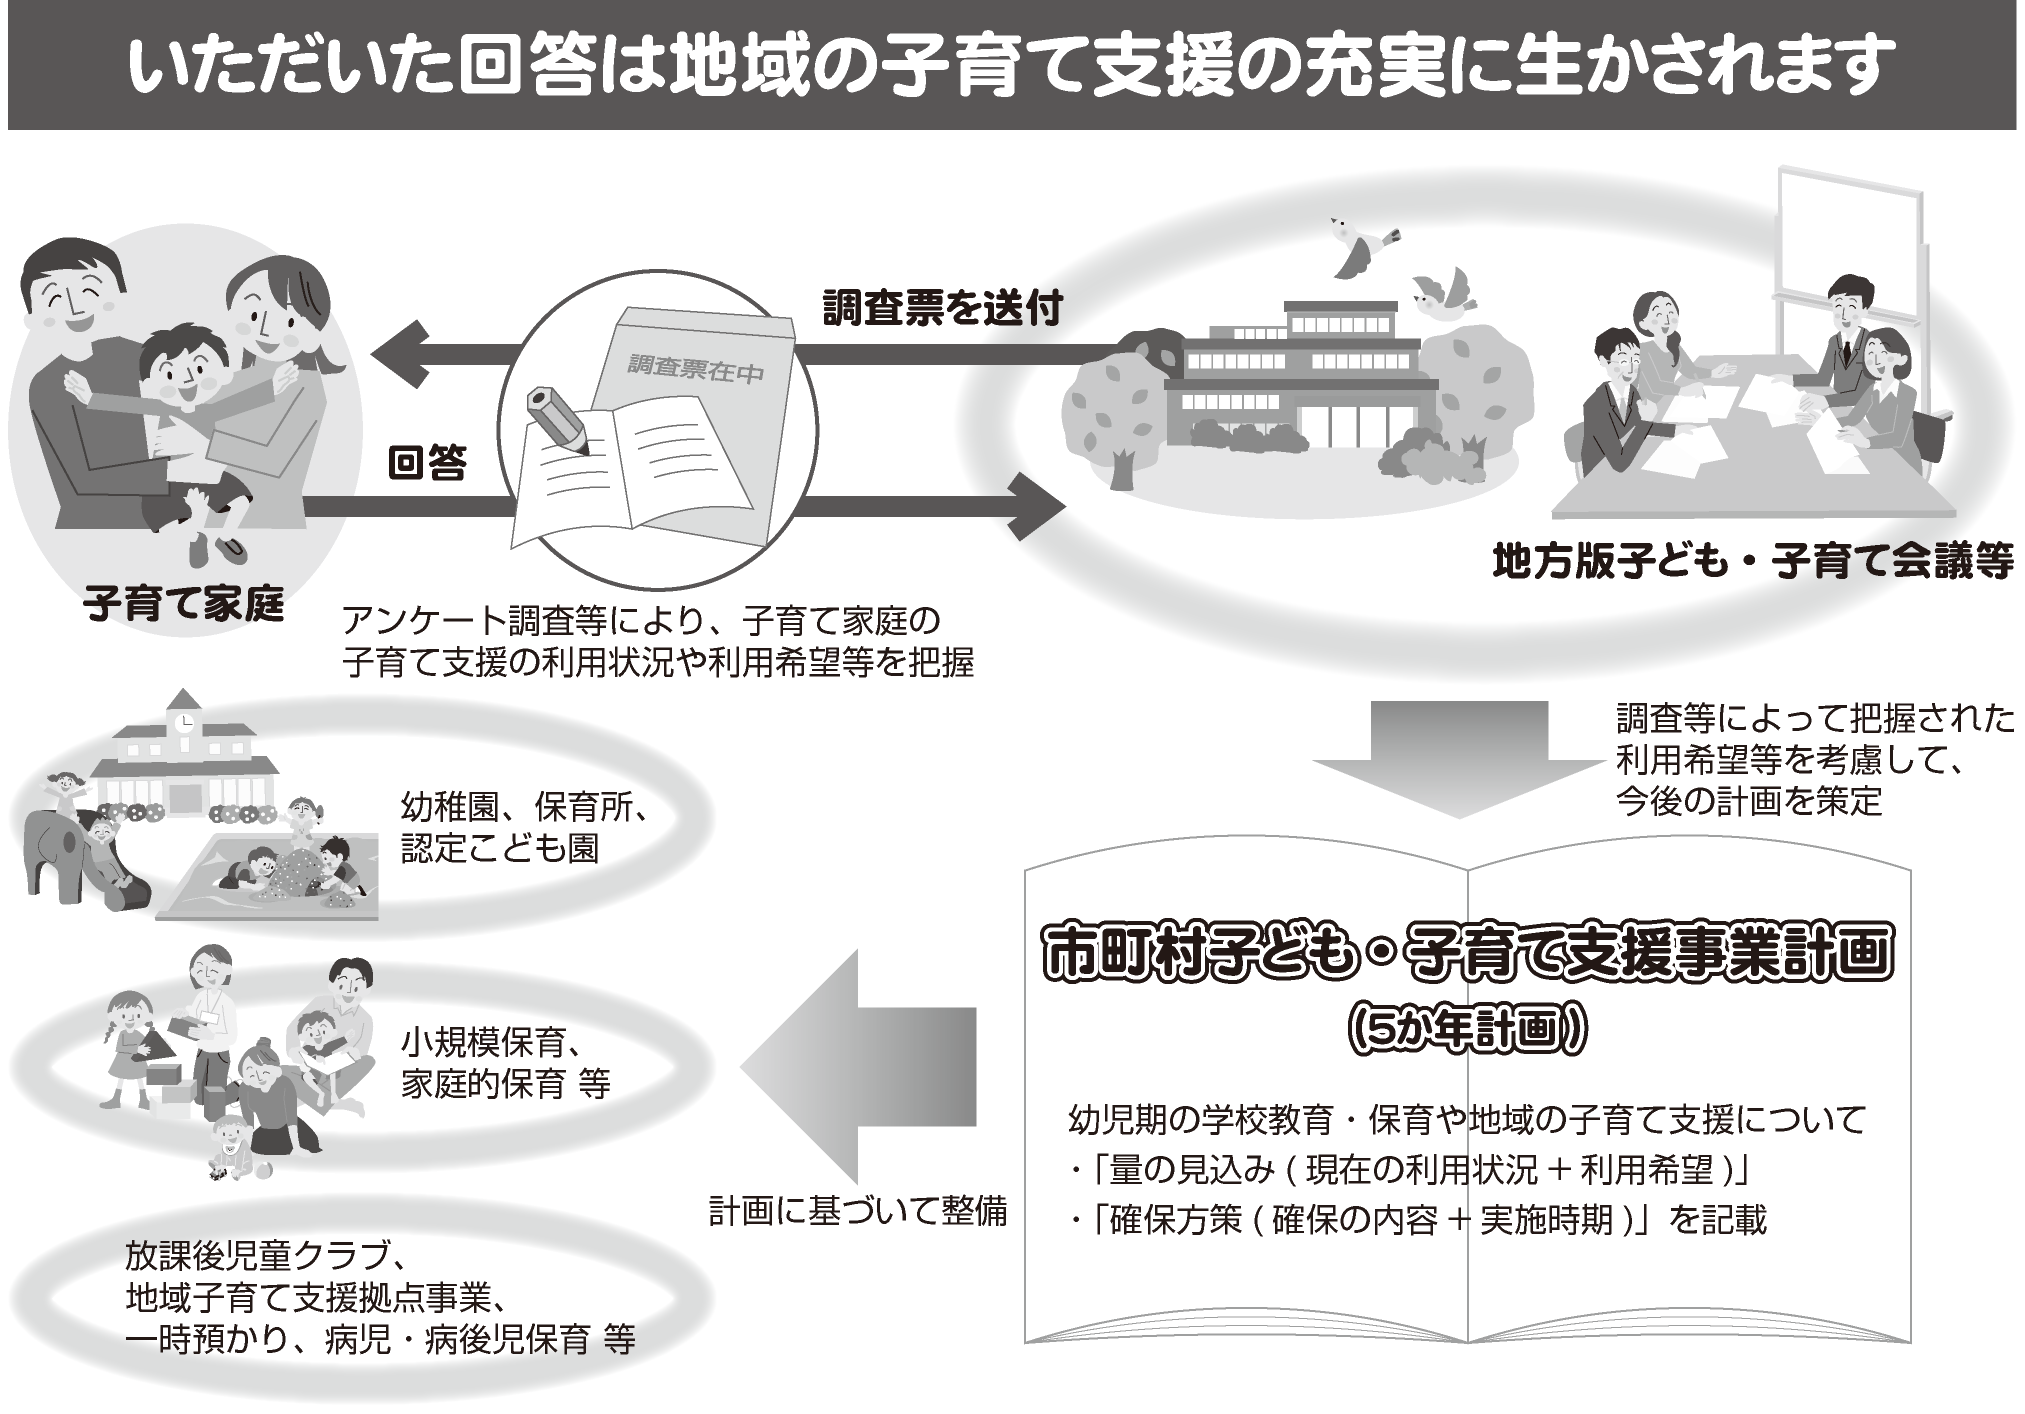 いただいた回答は地域の子育て支援の充実に生かされます
調査票を送付
調査票在中
回答
子育て家庭
地方版子ども・子育て会議等
アンケート調査等により、子育て家庭の
子育て支援の利用状況や利用希望等を把握
調査等によって把握された
利用希望等を考慮して、
今後の計画を策定
市町村子ども・子育て支援事業計画
(5か年計画)
幼児期の学校教育・保育や地域の子育て支援について
・「量の見込み(現在の利用状況+利用希望)」
・「確保方策(確保の内容+実施時期)」を記載
計画に基づいて整備
幼稚園、保育所、
認定こども園
小規模保育、
家庭的保育 等
放課後児童クラブ、
地域子育て支援拠点事業、
一時預かり、病児・病後児保育 等